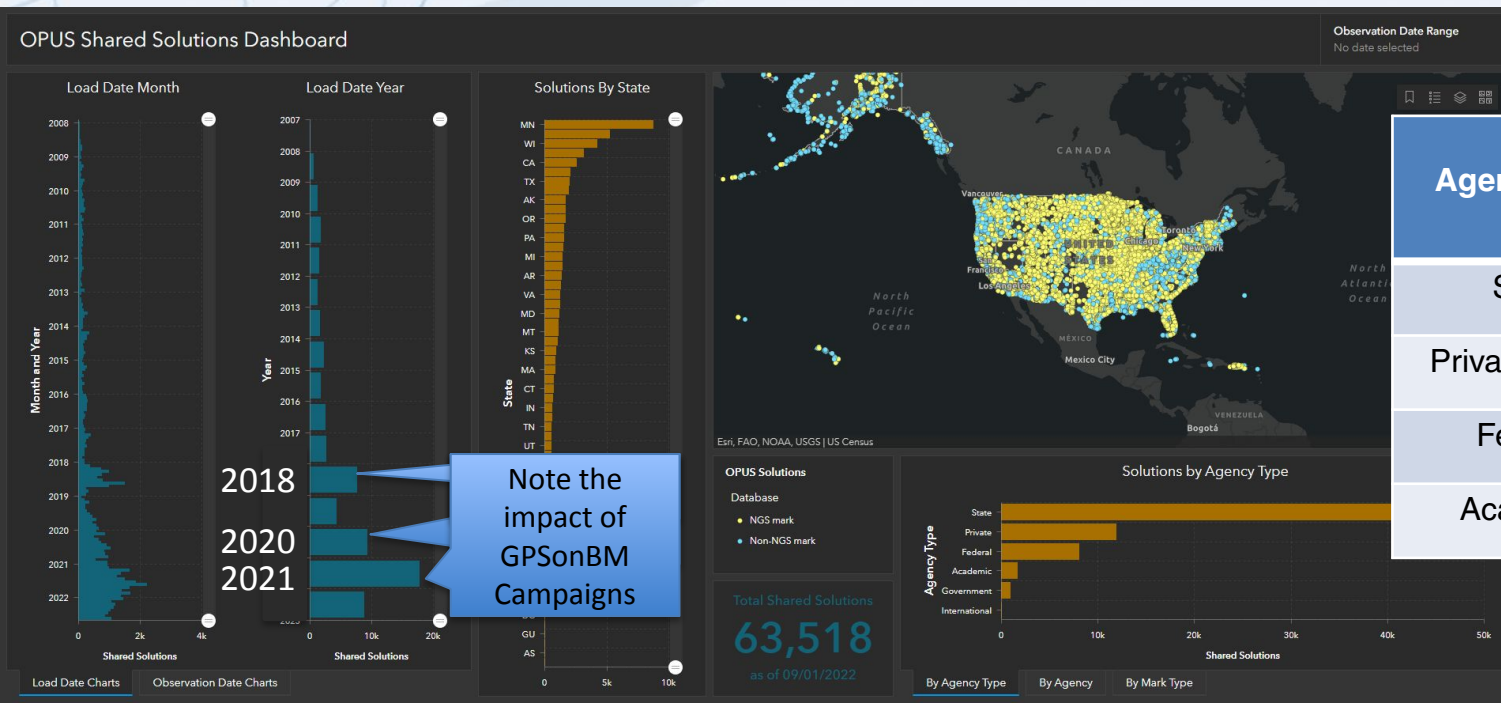 OPUS Shared Solutions Dashboard
Observation Date Range
No date selected
Load Date Month
2008
2009
2010
2011
2012
2013
2014
2015
2016
2017
2018
2019
2020
2021
2022
Month and Year
0 2k 4k
Shared Solutions
Load Date Year
2007
2008
2009
2010
2011
2012
2013
2014
2015
2016
2017
2018
2020
2021
Year
0 10k 20k
Shared Solutions
Load Date Charts
Observation Date Charts
Note the
impact of
GPSonBM
Campaigns
Solutions By State
MN
WI
CA
TX
AK
OR
PA
MI
AR
VA
MD
MT
KS
MA
CT
IN
TN
UT
GU
AS
State
0 5k 10k
CANADA
Vancouver
Toronto
Chicago
New York
UNITED
STATES
San
Francisco
Los Angeles
North
Pacific
Ocean
North
Atlanti
Ocean
MÉXICO
Mexico City
VENEZUELA
Bogotá
Esri, FAO, NOAA, USGS | US Census
Agen
S
Priva
Fe
Aca
OPUS Solutions
Database
NGS mark
Non-NGS mark
Total Shared Solutions
63,518
as of 09/01/2022
Solutions by Agency Type
State
Private
Federal
Academic
Government
International
Agency Type
0 10k 20k 30k 40k 50k
Shared Solutions
By Agency Type
By Agency
By Mark Type